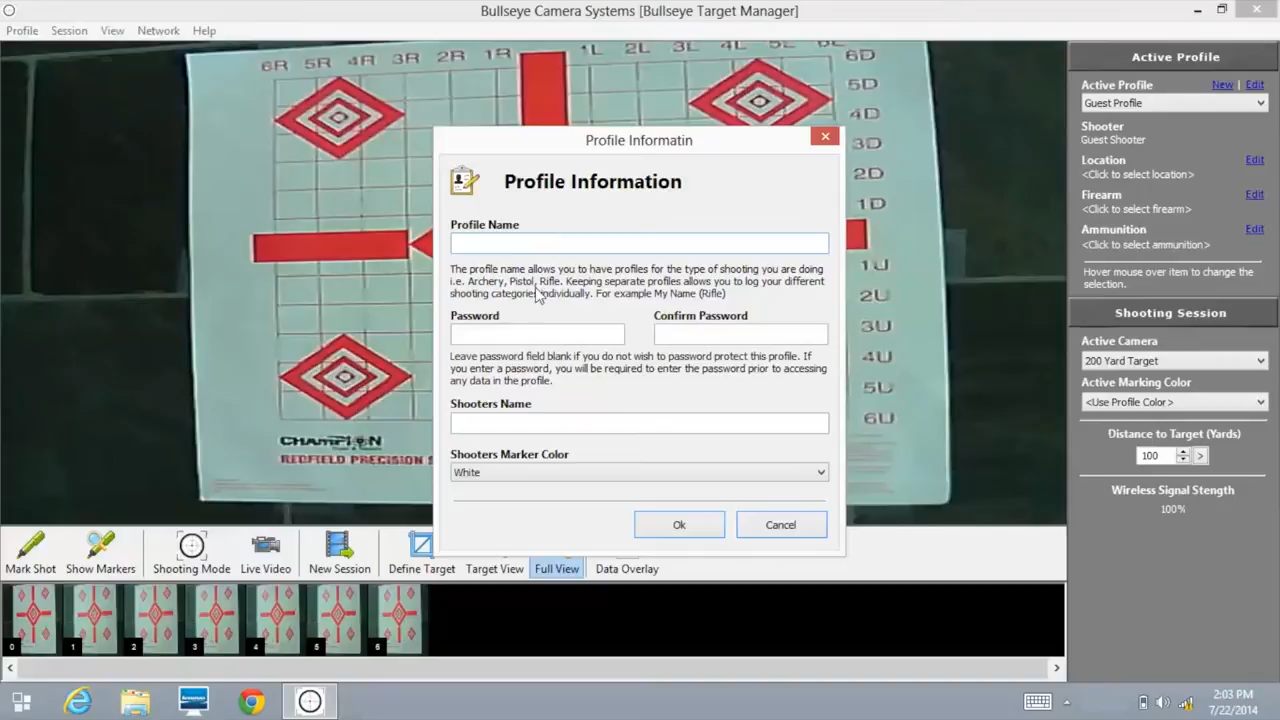 Bullseye Camera Systems [Bullseye Target Manager]
Profile Session View Network Help
6R 5R 4R 3R 2R 1R 1L 2L 3L 4L 5L 6L
6D
5D
4D
3D
2D
1D
1U
2U
3U
4U
5U
6U
CHAMPION
REDFIELD PRECISION
Profile Informatin
Profile Information
Profile Name
The profile name allows you to have profiles for the type of shooting you are doing
i.e. Archery, Pistol, Rifle. Keeping separate profiles allows you to log your different
shooting categories individually. For example My Name (Rifle)
Password Confirm Password
Leave password field blank if you do not wish to password protect this profile. If
you enter a password, you will be required to enter the password prior to accessing
any data in the profile.
Shooters Name
Shooters Marker Color
White
Ok Cancel
Active Profile
Active Profile New | Edit
Guest Profile
Shooter
Guest Shooter
Location Edit
<Click to select location>
Firearm Edit
<Click to select firearm>
Ammunition Edit
<Click to select ammunition>
Hover mouse over item to change the
selection.
Shooting Session
Active Camera
200 Yard Target
Active Marking Color
<Use Profile Color>
Distance to Target (Yards)
100 >
Wireless Signal Stength
100%
Mark Shot Show Markers Shooting Mode Live Video New Session Define Target Target View Full View Data Overlay
0 1 2 3 4 5 6
2:03 PM
7/22/2014